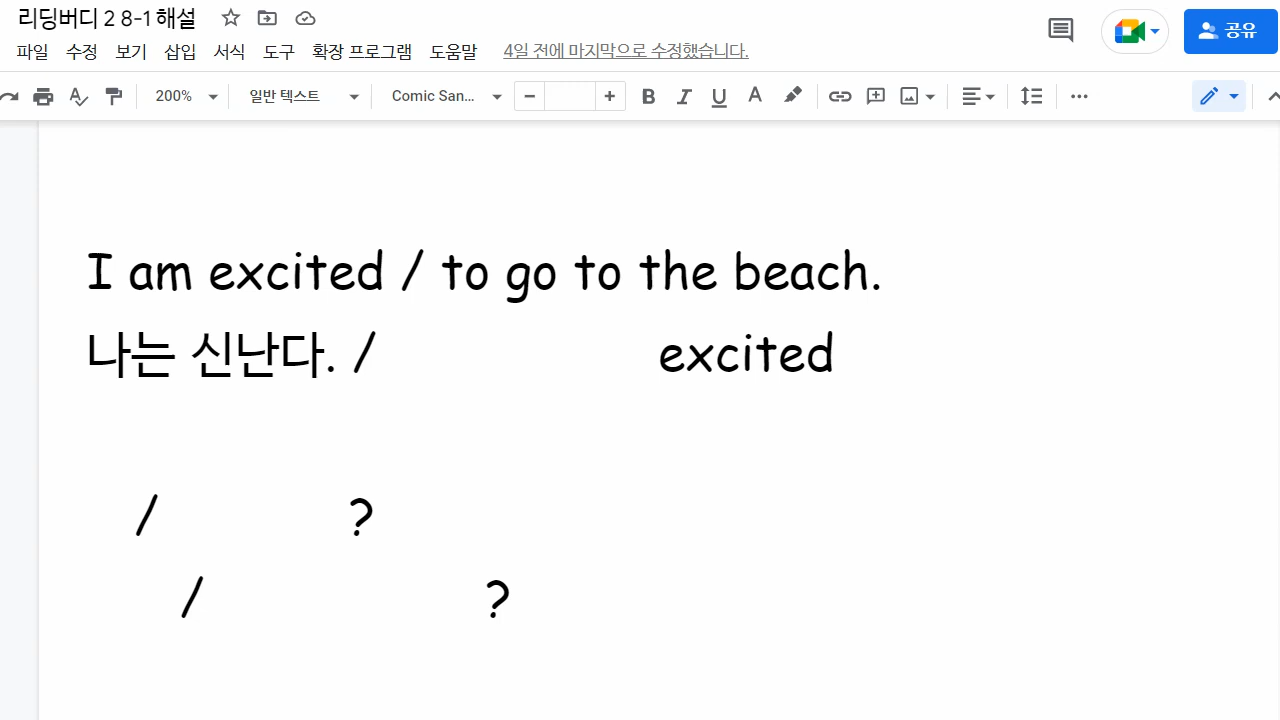 리딩버디 2 8-1 해설
파일 수정 보기 삽입 서식 도구 확장 프로그램 도움말 4일 전에 마지막으로 수정했습니다.
공유
200% 일반 텍스트 Comic San... − + B I U A
I am excited / to go to the beach.
나는 신난다. / excited
/ ?
/ ?